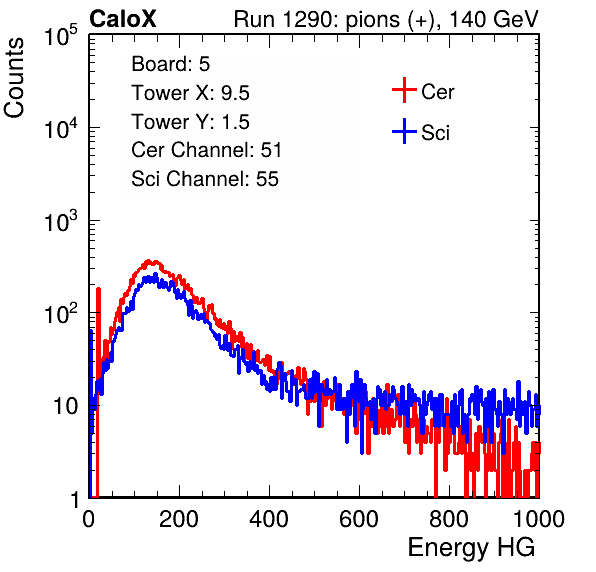 CaloX Run 1290: pions (+), 140 GeV
Counts
10^5
10^4
10^3
10^2
10
1
Board: 5
Tower X: 9.5
Tower Y: 1.5
Cer Channel: 51
Sci Channel: 55
Cer
Sci
0 200 400 600 800 1000
Energy HG